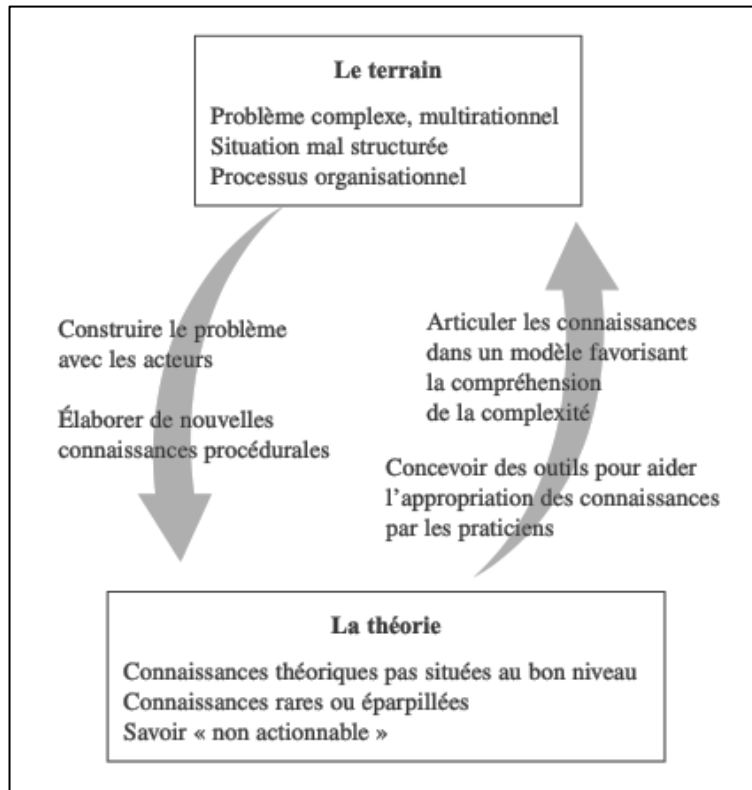 Le terrain
Problème complexe, multirationnel
Situation mal structurée
Processus organisationnel
Construire le problème
avec les acteurs
Élaborer de nouvelles
connaissances procédurales
Articuler les connaissances
dans un modèle favorisant
la compréhension
de la complexité
Concevoir des outils pour aider
l’appropriation des connaissances
par les praticiens
La théorie
Connaissances théoriques pas situées au bon niveau
Connaissances rares ou éparpillées
Savoir « non actionnable »